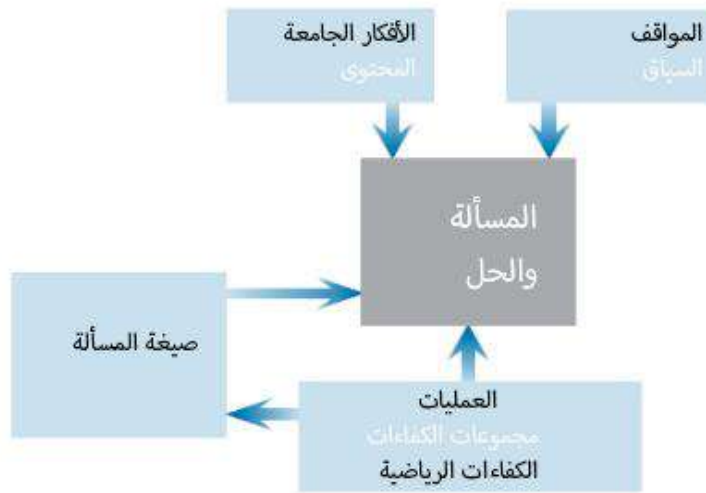 المواقف
السياق
الأفكار الجامعة
المحتوى
المسألة
والحل
صيغة المسألة
العمليات
مجموعات الكفاءات
الكفاءات الرياضية